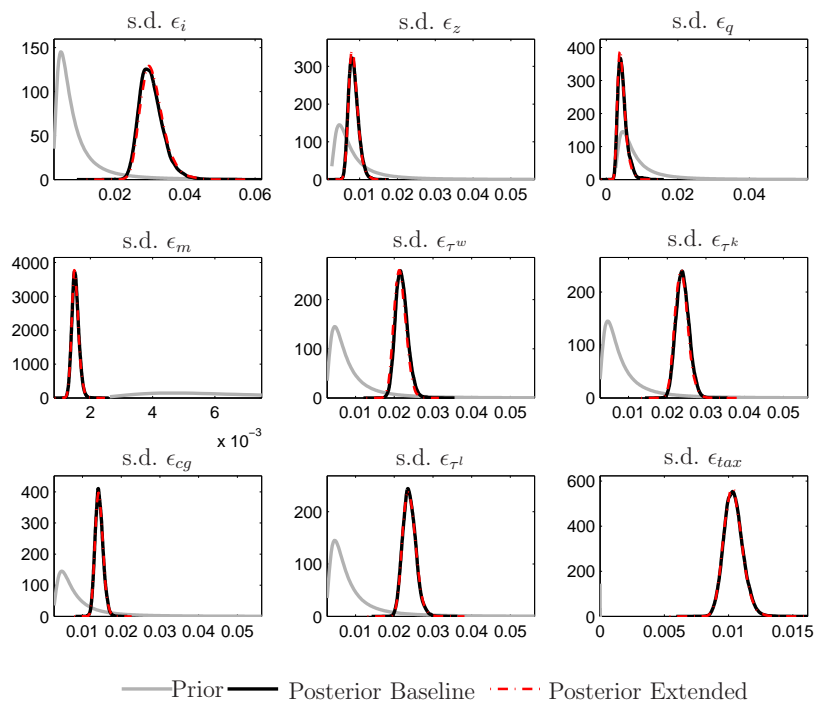 s.d. ϵ_i s.d. ϵ_z s.d. ϵ_q
150
100
50
0
0.02 0.04 0.06
300
200
100
0
0.01 0.02 0.03 0.04 0.05
400
300
200
100
0
0 0.02 0.04
s.d. ϵ_m s.d. ϵ_{τ^w} s.d. ϵ_{τ^k}
4000
3000
2000
1000
0
2 4 6
x 10^{−3}
200
100
0
0.01 0.02 0.03 0.04 0.05
200
100
0
0.01 0.02 0.03 0.04 0.05
s.d. ϵ_{cg} s.d. ϵ_{τ^l} s.d. ϵ_{tax}
400
300
200
100
0
0.01 0.02 0.03 0.04 0.05
200
100
0
0.01 0.02 0.03 0.04 0.05
600
400
200
0
0 0.005 0.01 0.015
Prior Posterior Baseline Posterior Extended